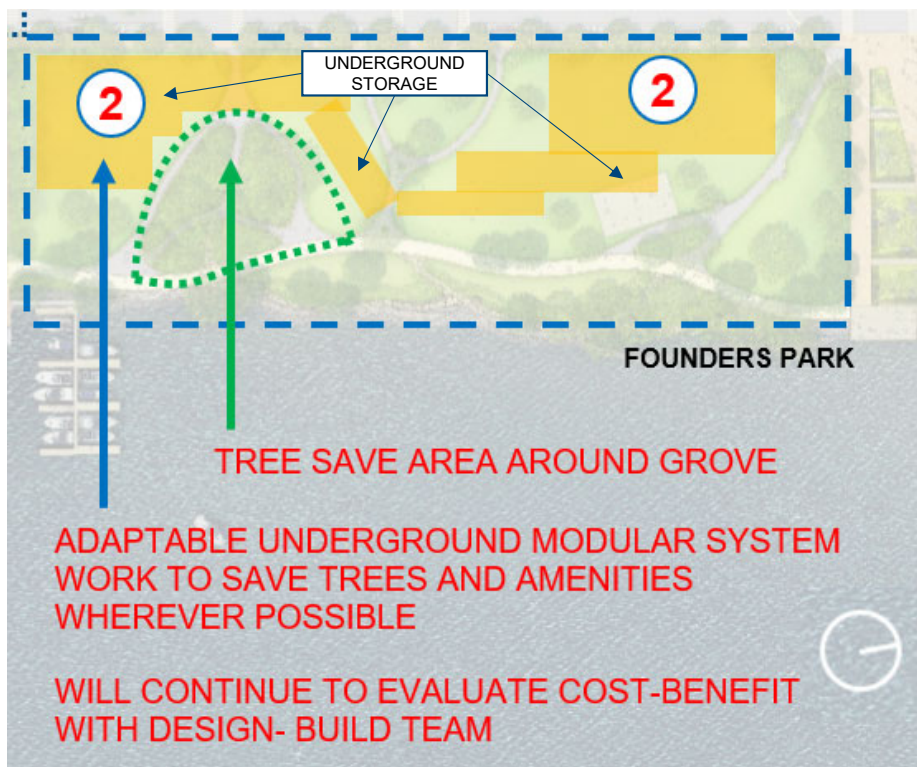 2
UNDERGROUND
STORAGE
2
FOUNDERS PARK
TREE SAVE AREA AROUND GROVE
ADAPTABLE UNDERGROUND MODULAR SYSTEM
WORK TO SAVE TREES AND AMENITIES
WHEREVER POSSIBLE
WILL CONTINUE TO EVALUATE COST-BENEFIT
WITH DESIGN- BUILD TEAM